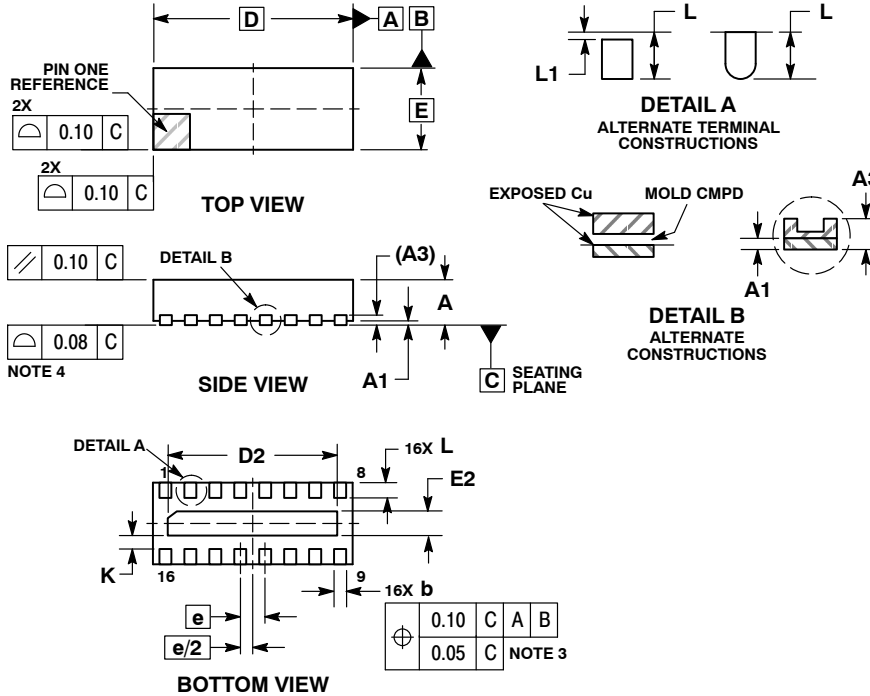 D
A
B
PIN ONE
REFERENCE
2X
0.10 C
E
2X
0.10 C
TOP VIEW
L
L
L1
DETAIL A
ALTERNATE TERMINAL
CONSTRUCTIONS
EXPOSED Cu
MOLD CMPD
A3
A1
DETAIL B
ALTERNATE
CONSTRUCTIONS
DETAIL B
(A3)
0.10 C
A
0.08 C
NOTE 4
SIDE VIEW
A1
C
SEATING
PLANE
DETAIL A
D2
16X L
1
8
E2
K
16
9
16X b
e
e/2
0.10 C A B
0.05 C NOTE 3
BOTTOM VIEW